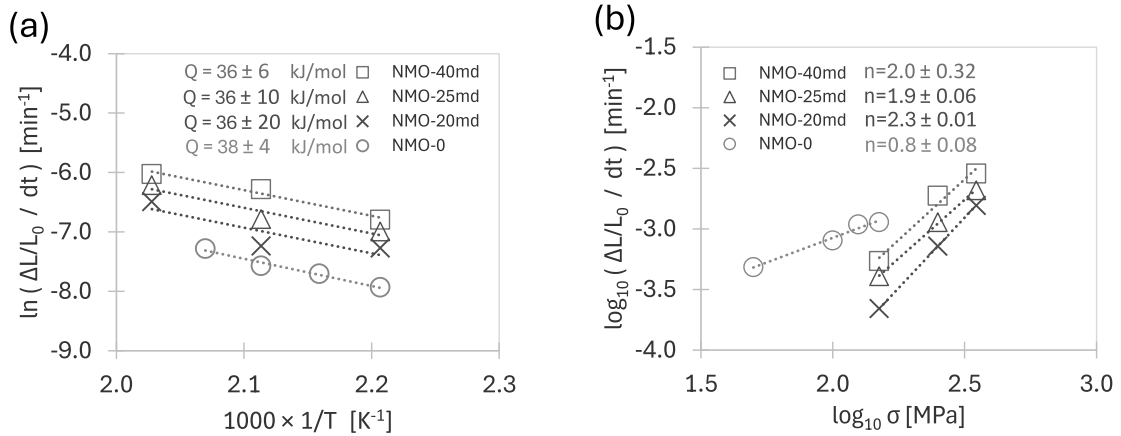 (a)
-4.0
-5.0
-6.0
-7.0
-8.0
-9.0
ln ( ΔL/L0 / dt ) [min-1]
Q = 36 ± 6 kJ/mol NMO-40md
Q = 36 ± 10 kJ/mol NMO-25md
Q = 36 ± 20 kJ/mol NMO-20md
Q = 38 ± 4 kJ/mol NMO-0
2.0 2.1 2.2 2.3
1000 × 1/T [K-1]
(b)
-1.5
-2.0
-2.5
-3.0
-3.5
-4.0
log10 ( ΔL/L0 / dt ) [min-1]
NMO-40md n=2.0 ± 0.32
NMO-25md n=1.9 ± 0.06
NMO-20md n=2.3 ± 0.01
NMO-0 n=0.8 ± 0.08
1.5 2.0 2.5 3.0
log10 σ [MPa]